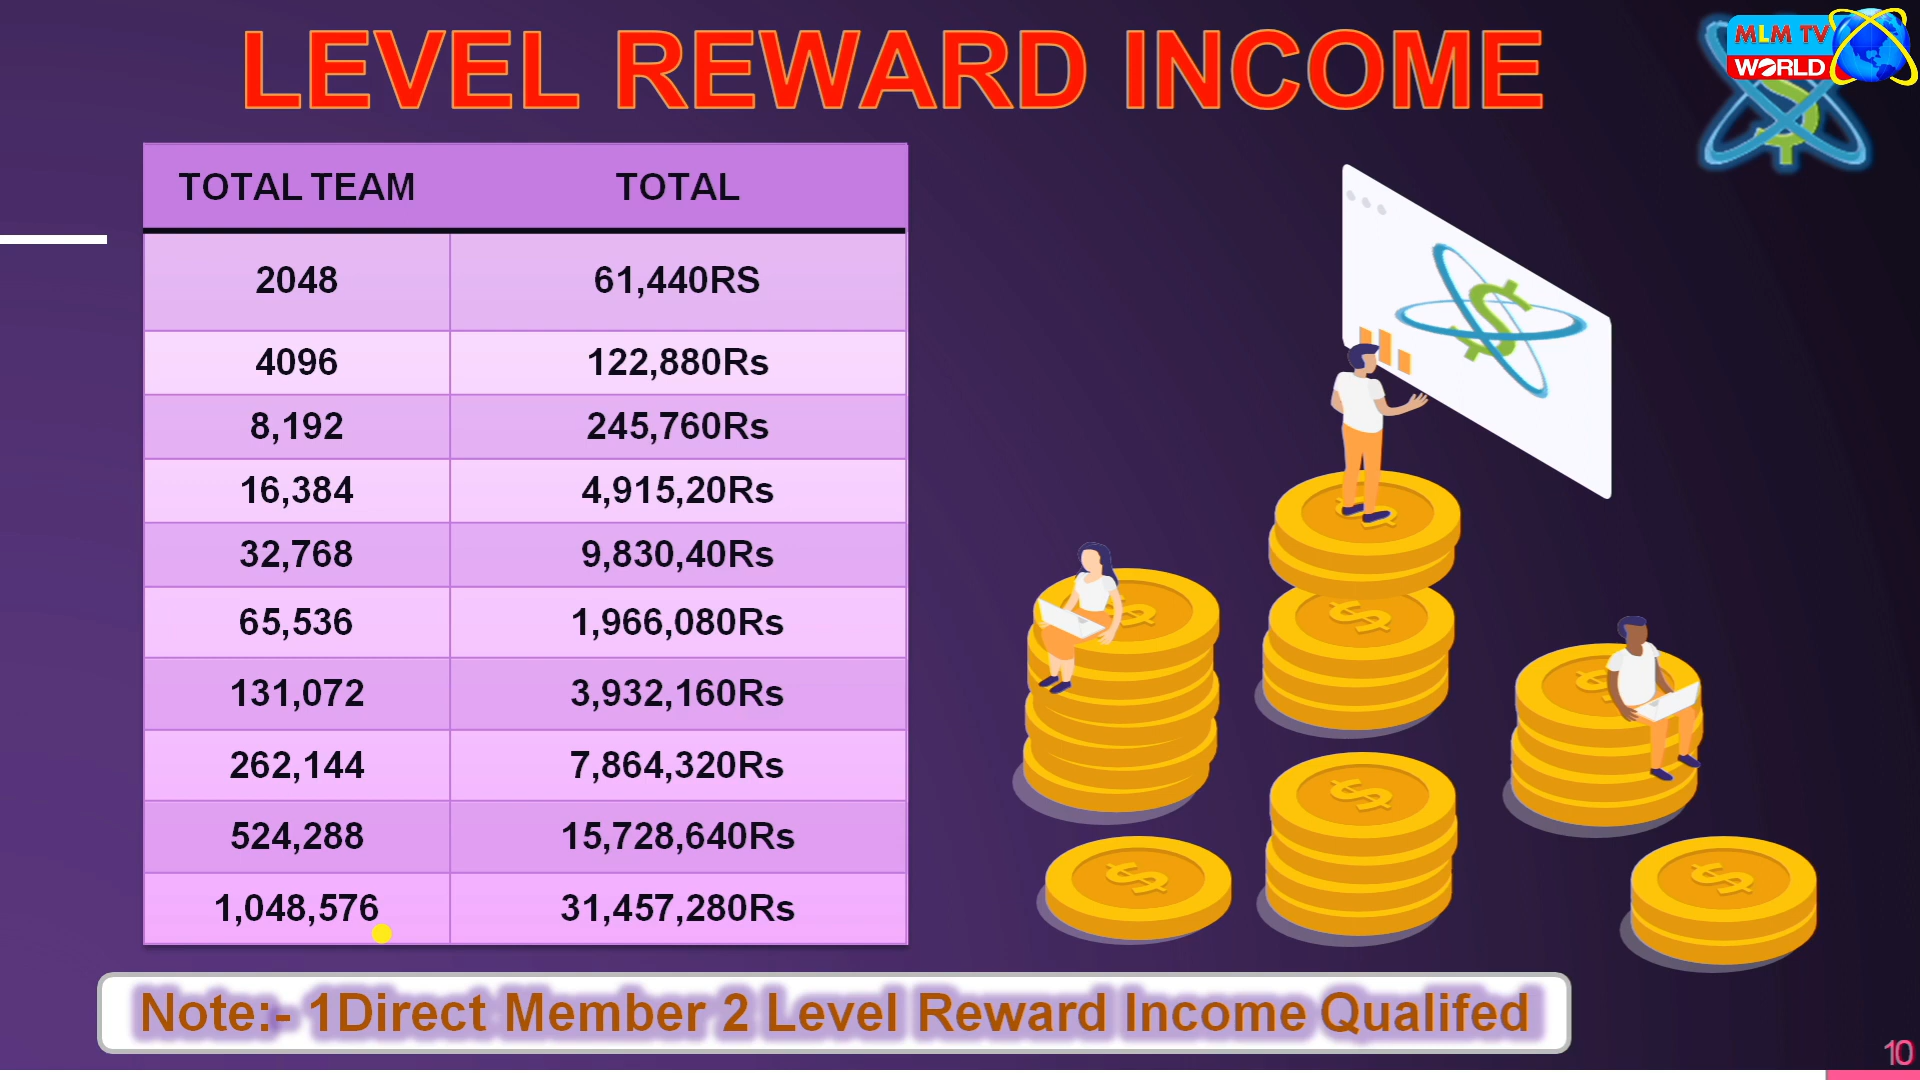 LEVEL REWARD INCOME
MLM TV
WORLD
TOTAL TEAM TOTAL
2048 61,440RS
4096 122,880Rs
8,192 245,760Rs
16,384 4,915,20Rs
32,768 9,830,40Rs
65,536 1,966,080Rs
131,072 3,932,160Rs
262,144 7,864,320Rs
524,288 15,728,640Rs
1,048,576 31,457,280Rs
Note:- 1Direct Member 2 Level Reward Income Qualifed
10